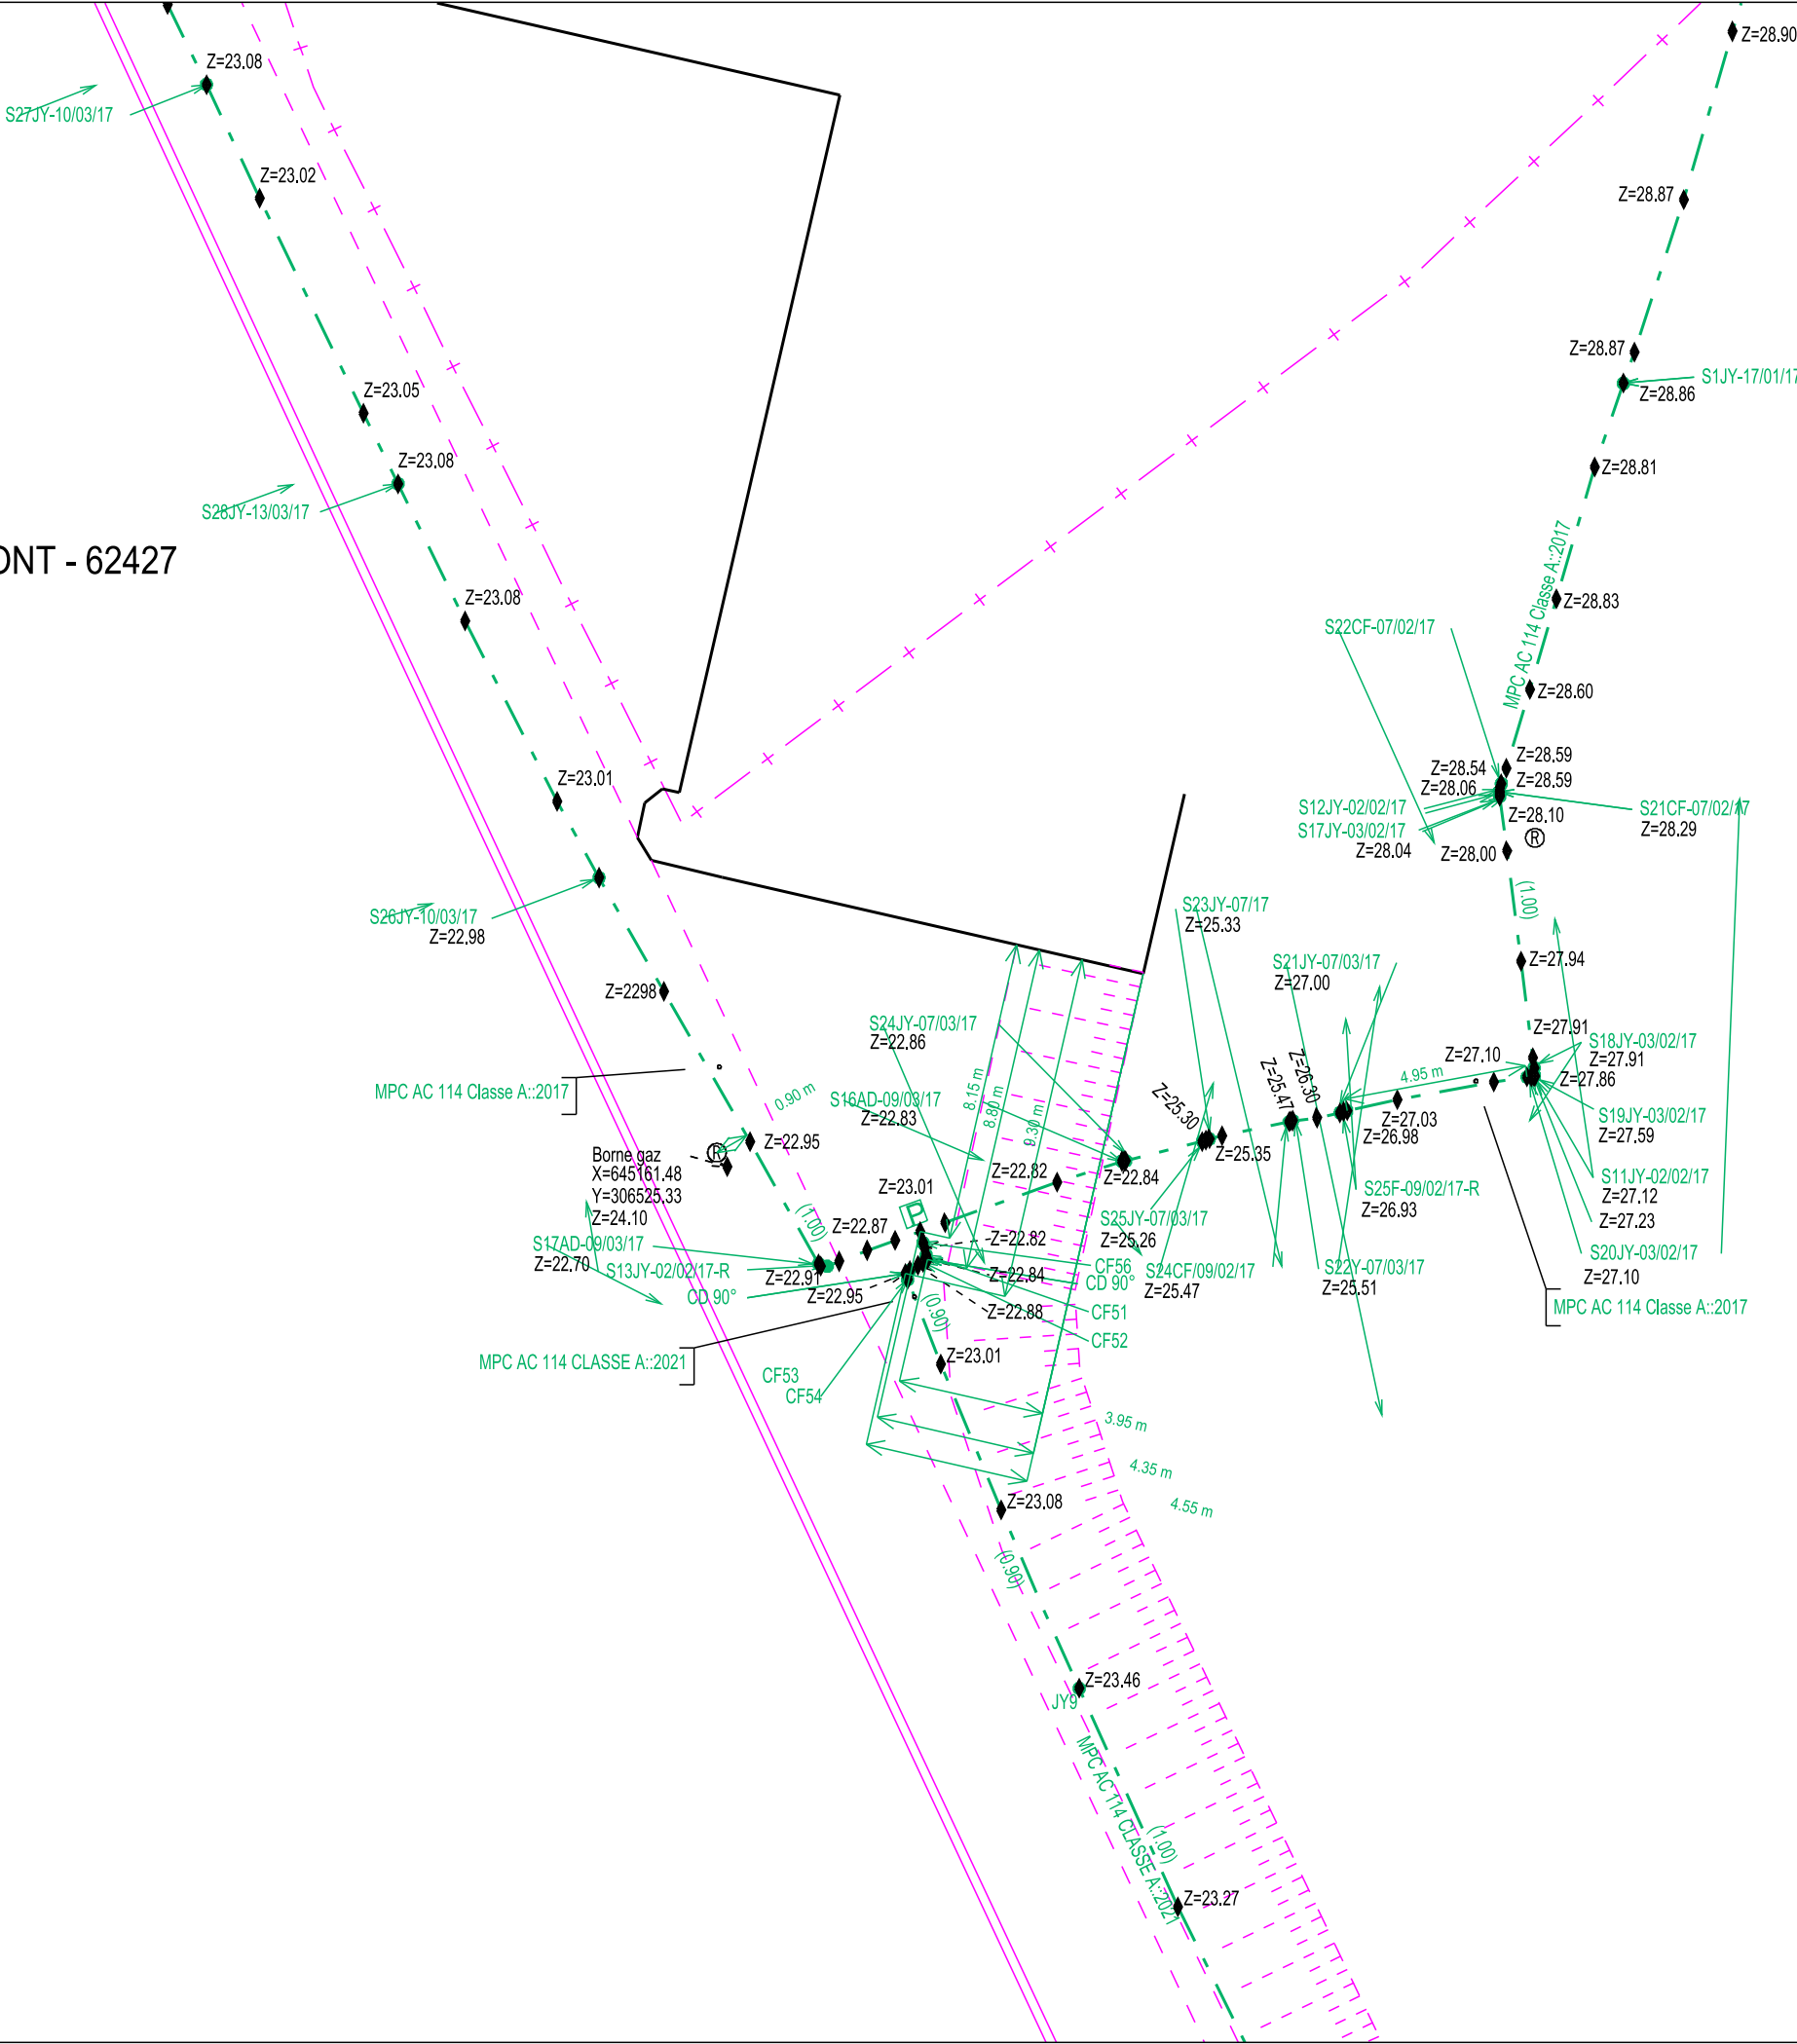 Z=28.90
Z=23.08
S27JY-10/03/17
Z=23.02
Z=28.87
Z=28.87
S1JY-17/01/17
Z=28.86
Z=23.05
Z=23.08
Z=28.81
S28JY-13/03/17
ONT - 62427
MPC AC 114 Classe A::2017
Z=23.08
Z=28.83
S22CF-07/02/17
Z=28.60
Z=28.59
Z=28.54
Z=28.59
Z=28.06
Z=23.01
S12JY-02/02/17
S21CF-07/02/17
Z=28.10
S17JY-03/02/17
Z=28.29
Z=28.04
Z=28.00
®
(1.00)
S26JY-10/03/17
Z=22.98
S23JY-07/17
Z=25.33
Z=27.94
S21JY-07/03/17
Z=27.00
Z=2298
S24JY-07/03/17
Z=22.86
Z=27.91
S18JY-03/02/17
Z=27.10
Z=27.91
Z=27.86
4.95 m
MPC AC 114 Classe A::2017
0.90 m
S16AD-09/03/17
Z=22.83
8.15 m
8.80 m
9.30 m
Z=25.30
Z=25.47
Z=26.30
Z=27.03
Z=26.98
S19JY-03/02/17
Z=27.59
Z=22.95
®
Z=25.35
Borne gaz
X=645161.48
Y=306525.33
Z=24.10
Z=22.82
Z=22.84
S11JY-02/02/17
Z=27.12
Z=27.23
S25F-09/02/17-R
Z=26.93
Z=23.01
P
(1.00)
Z=22.87
S25JY-07/03/17
Z=25.26
Z=22.82
S17AD-09/03/17
Z=22.70
S13JY-02/02/17-R
Z=22.91
CF56
S24CF/09/02/17
Z=25.47
S22Y-07/03/17
Z=25.51
S20JY-03/02/17
Z=27.10
Z=22.84
CD 90°
CD 90°
Z=22.95
(0.90)
Z=22.88
CF51
MPC AC 114 Classe A::2017
CF52
Z=23.01
MPC AC 114 CLASSE A::2021
CF53
CF54
3.95 m
4.35 m
4.55 m
Z=23.08
(0.90)
Z=23.46
JY9
MPC AC 114 CLASSE A::2021
(1.00)
Z=23.27